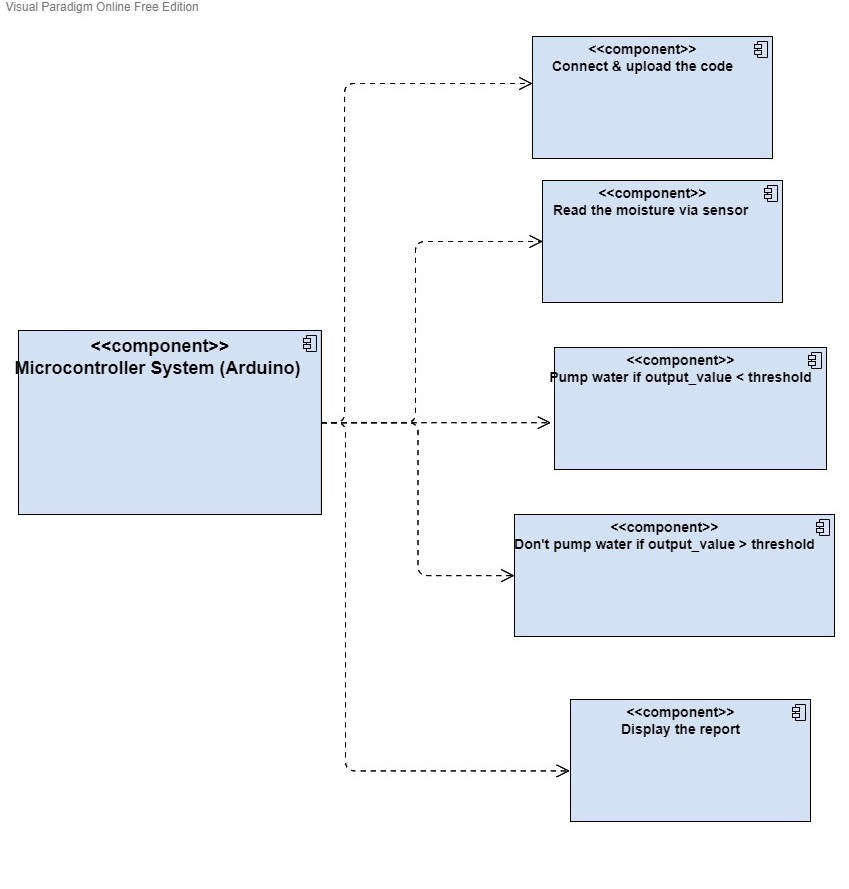 Visual Paradigm Online Free Edition
<<component>>
Connect & upload the code
<<component>>
Read the moisture via sensor
<<component>>
Microcontroller System (Arduino)
<<component>>
Pump water if output_value < threshold
<<component>>
Don't pump water if output_value > threshold
<<component>>
Display the report